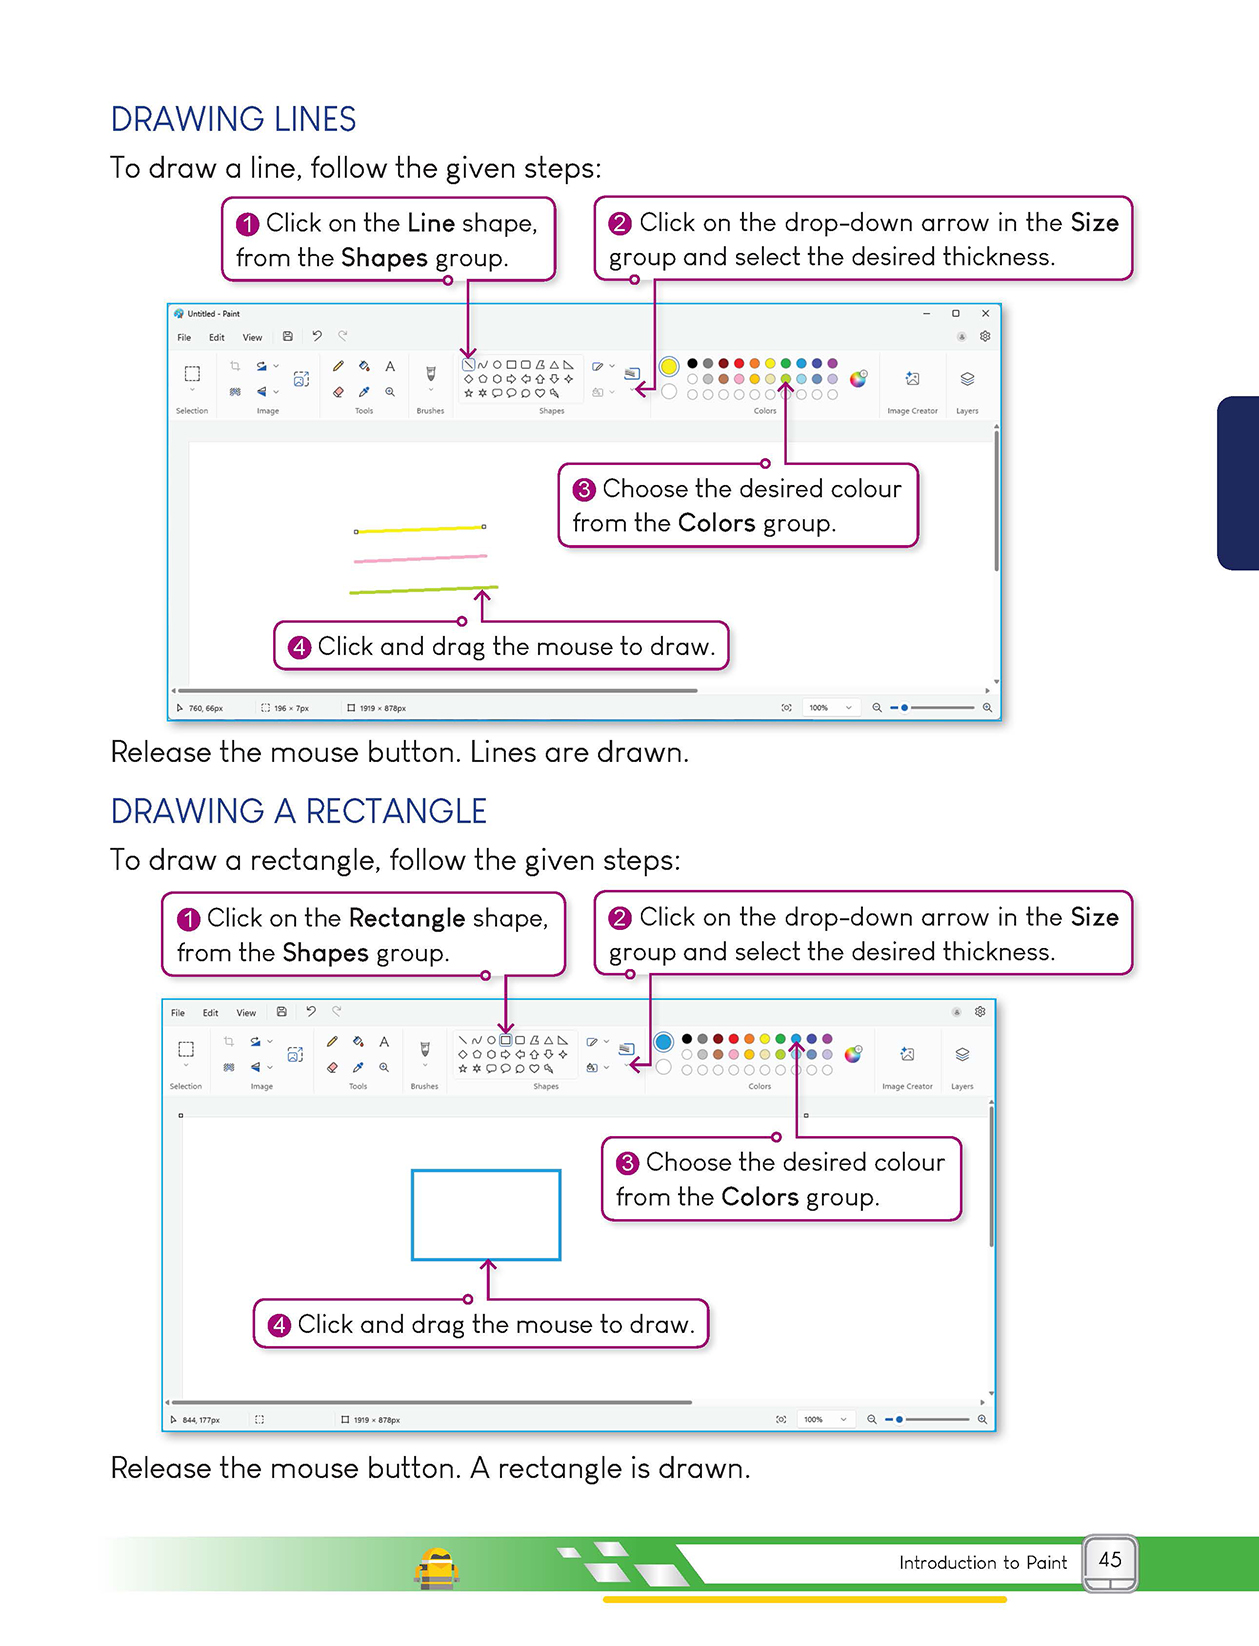 DRAWING LINES
To draw a line, follow the given steps:
1 Click on the Line shape,
from the Shapes group.
2 Click on the drop-down arrow in the Size
group and select the desired thickness.
Untitled - Paint
File Edit View
Selection Image Tools Brushes Shapes Colors Image Creator Layers
3 Choose the desired colour
from the Colors group.
4 Click and drag the mouse to draw.
760, 66px 196 × 7px 1919 × 878px 100%
Release the mouse button. Lines are drawn.
DRAWING A RECTANGLE
To draw a rectangle, follow the given steps:
1 Click on the Rectangle shape,
from the Shapes group.
2 Click on the drop-down arrow in the Size
group and select the desired thickness.
File Edit View
Selection Image Tools Brushes Shapes Colors Image Creator Layers
3 Choose the desired colour
from the Colors group.
4 Click and drag the mouse to draw.
844, 177px 1919 × 878px 100%
Release the mouse button. A rectangle is drawn.
Introduction to Paint 45